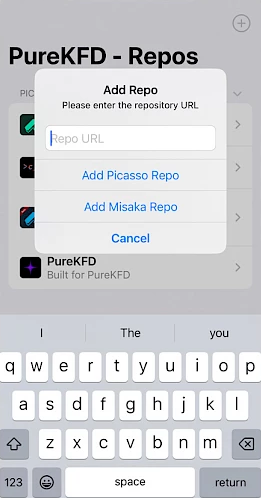 PureKFD - Repos
PIC
Add Repo
Please enter the repository URL
Repo URL
Add Picasso Repo
Add Misaka Repo
Cancel
PureKFD
Built for PureKFD
I The you
q w e r t y u i o p
a s d f g h j k l
z x c v b n m
123 space return